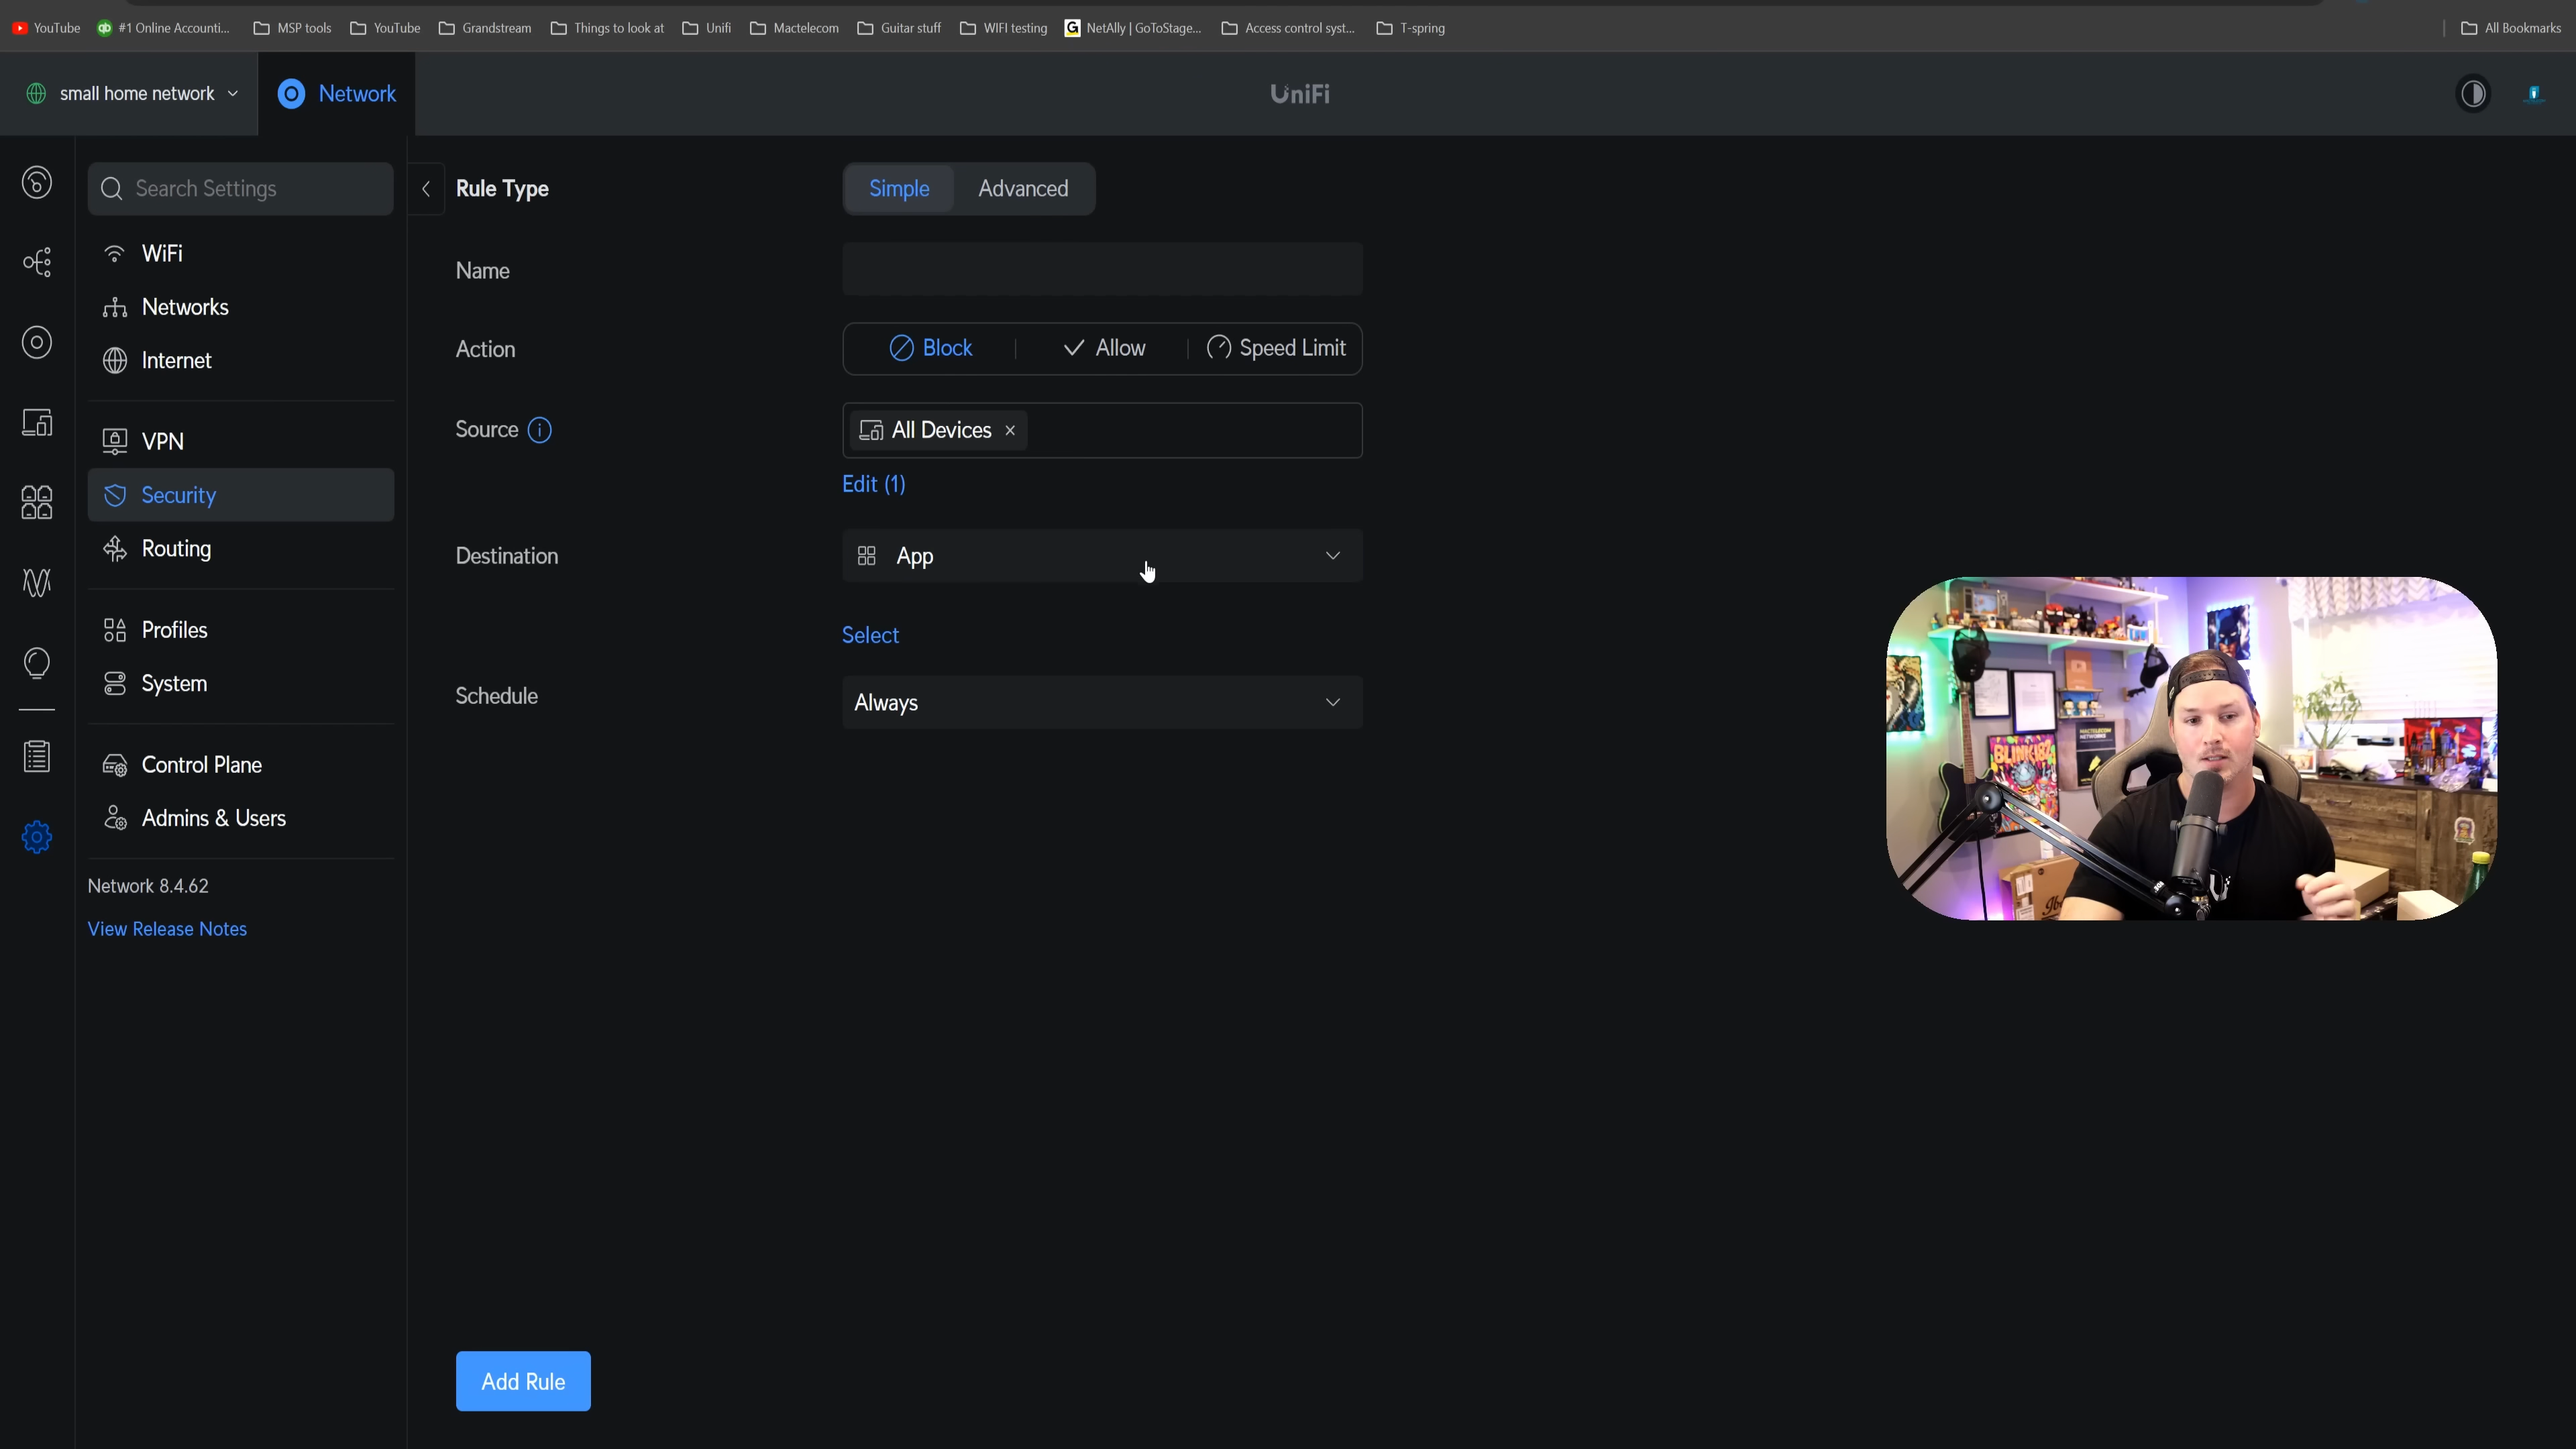 YouTube #1 Online Accounti... MSP tools YouTube Grandstream Things to look at Unifi Mactelecom Guitar stuff WIFI testing NetAlly | GoToStage... Access control syst... T-spring All Bookmarks
small home network Network UniFi
Search Settings
WiFi
Networks
Internet
VPN
Security
Routing
Profiles
System
Control Plane
Admins & Users
Network 8.4.62
View Release Notes
Rule Type Simple Advanced
Name
Action Block Allow Speed Limit
Source All Devices
Edit (1)
Destination App
Select
Schedule Always
Add Rule
BLINK182
MACTELECOM
NETWORKS